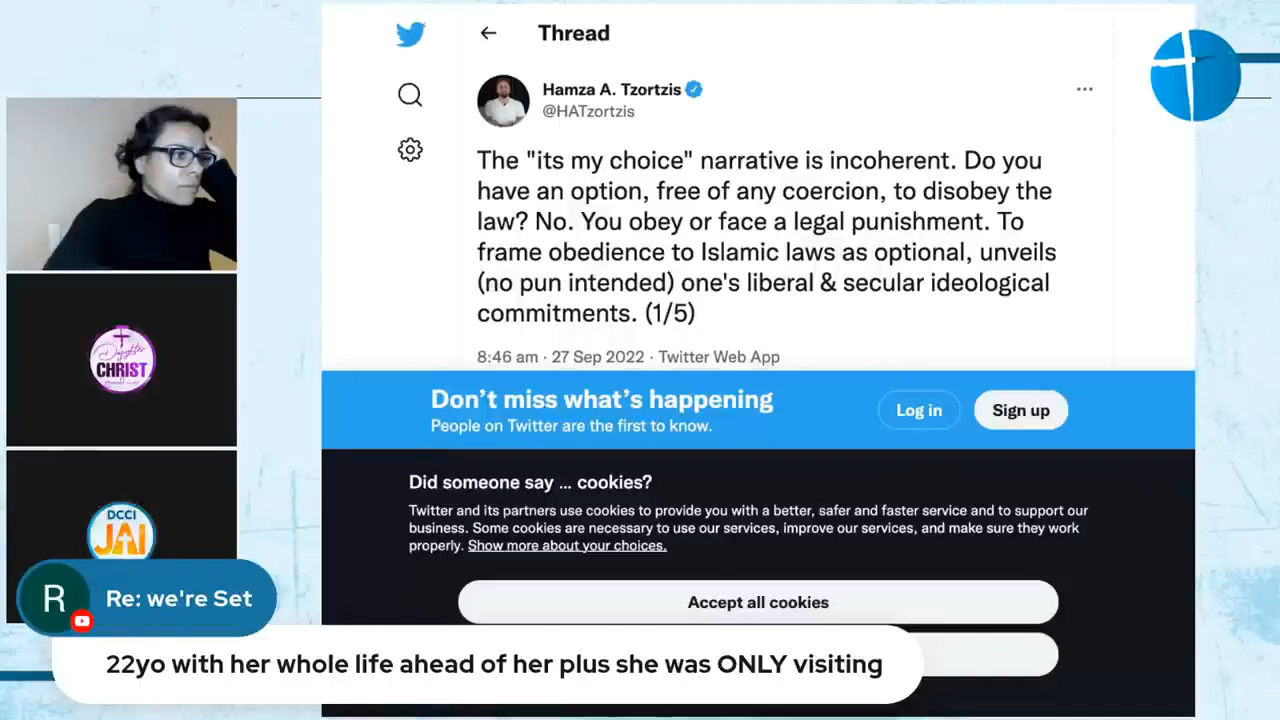 Thread
Hamza A. Tzortzis
@HATzortzis
The "its my choice" narrative is incoherent. Do you
have an option, free of any coercion, to disobey the
law? No. You obey or face a legal punishment. To
frame obedience to Islamic laws as optional, unveils
(no pun intended) one's liberal & secular ideological
commitments. (1/5)
8:46 am · 27 Sep 2022 · Twitter Web App
Don't miss what's happening
People on Twitter are the first to know.
Log in
Sign up
Did someone say … cookies?
Twitter and its partners use cookies to provide you with a better, safer and faster service and to support our
business. Some cookies are necessary to use our services, improve our services, and make sure they work
properly. Show more about your choices.
Accept all cookies
Daughter
CHRIST
DCCI
JAI
R
Re: we're Set
22yo with her whole life ahead of her plus she was ONLY visiting